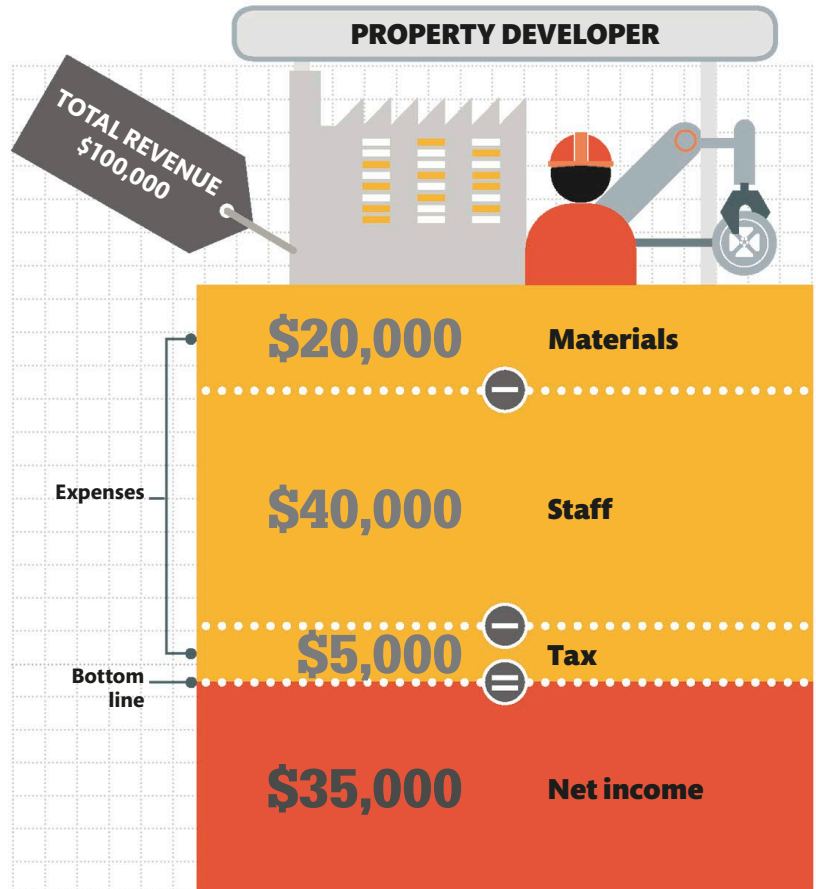 PROPERTY DEVELOPER
TOTAL REVENUE
$100,000
$20,000 Materials
Expenses
$40,000 Staff
$5,000 Tax
Bottom
line
$35,000 Net income